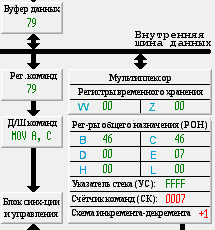 Буфер данных
79
Внутренняя
шина данных
Рег.команд
79
Мультиплексор
Регистры временного хранения
W 00 Z 00
Д/Ш команд
MOV A, C
Рег-ры общего назначения (РОН)
B 46 C 46
D 00 E 07
H 00 L 00
Указатель стека (УС): FFFF
Счётчик команд (СК): 0007
Схема инкремента-декремента +1
Блок синх-ции
и управления